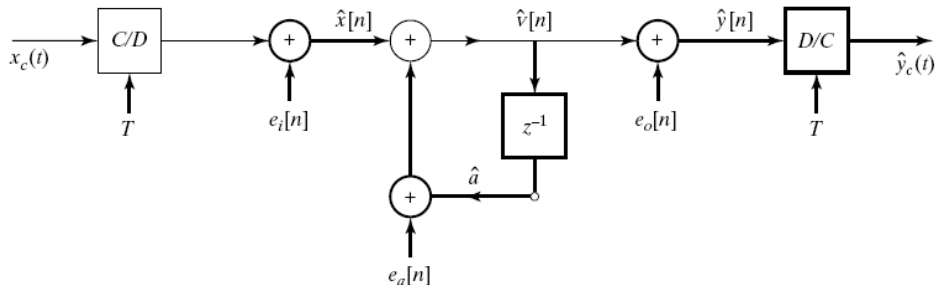 x̂[n]
v̂[n]
ŷ[n]
C/D
+
+
+
D/C
x_c(t)
ŷ_c(t)
T
e_i[n]
z⁻¹
e_o[n]
T
â
+
e_a[n]